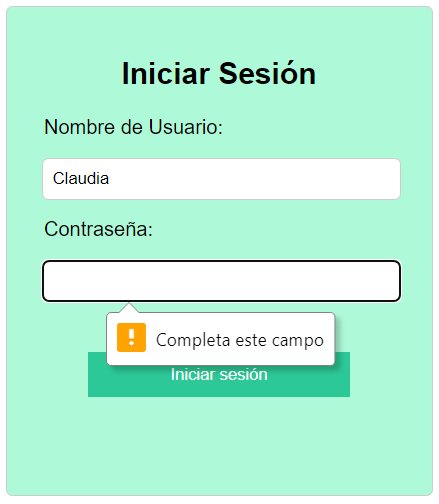 Iniciar Sesión
Nombre de Usuario:
Claudia
Contraseña:
Completa este campo
Iniciar sesión